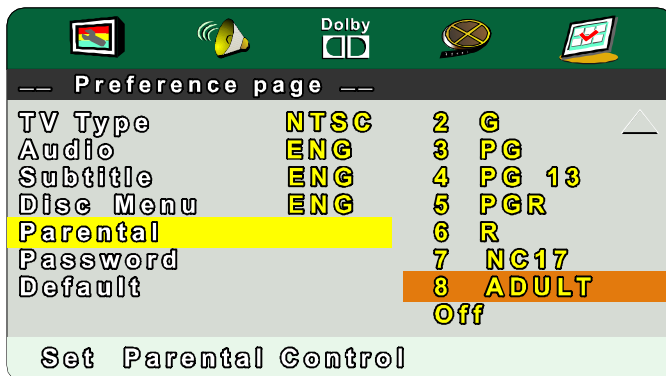 Dolby
-- Preference page --
TV Type NTSC 2 G
Audio ENG 3 PG
Subtitle ENG 4 PG 13
Disc Menu ENG 5 PGR
Parental 6 R
Password 7 NC17
Default 8 ADULT
Off
Set Parental Control